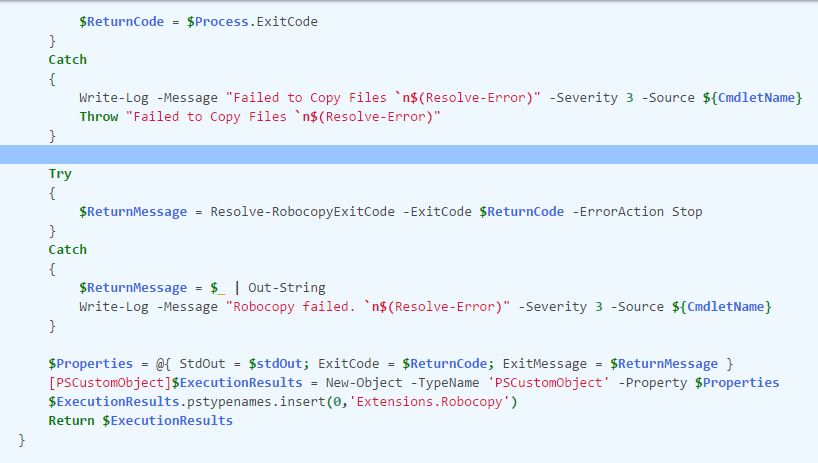 $ReturnCode = $Process.ExitCode
}
Catch
{
Write-Log -Message "Failed to Copy Files `n$(Resolve-Error)" -Severity 3 -Source ${CmdletName}
Throw "Failed to Copy Files `n$(Resolve-Error)"
}
Try
{
$ReturnMessage = Resolve-RobocopyExitCode -ExitCode $ReturnCode -ErrorAction Stop
}
Catch
{
$ReturnMessage = $_ | Out-String
Write-Log -Message "Robocopy failed. `n$(Resolve-Error)" -Severity 3 -Source ${CmdletName}
}
$Properties = @{ StdOut = $stdOut; ExitCode = $ReturnCode; ExitMessage = $ReturnMessage }
[PSCustomObject]$ExecutionResults = New-Object -TypeName 'PSCustomObject' -Property $Properties
$ExecutionResults.pstypenames.insert(0,'Extensions.Robocopy')
Return $ExecutionResults
}